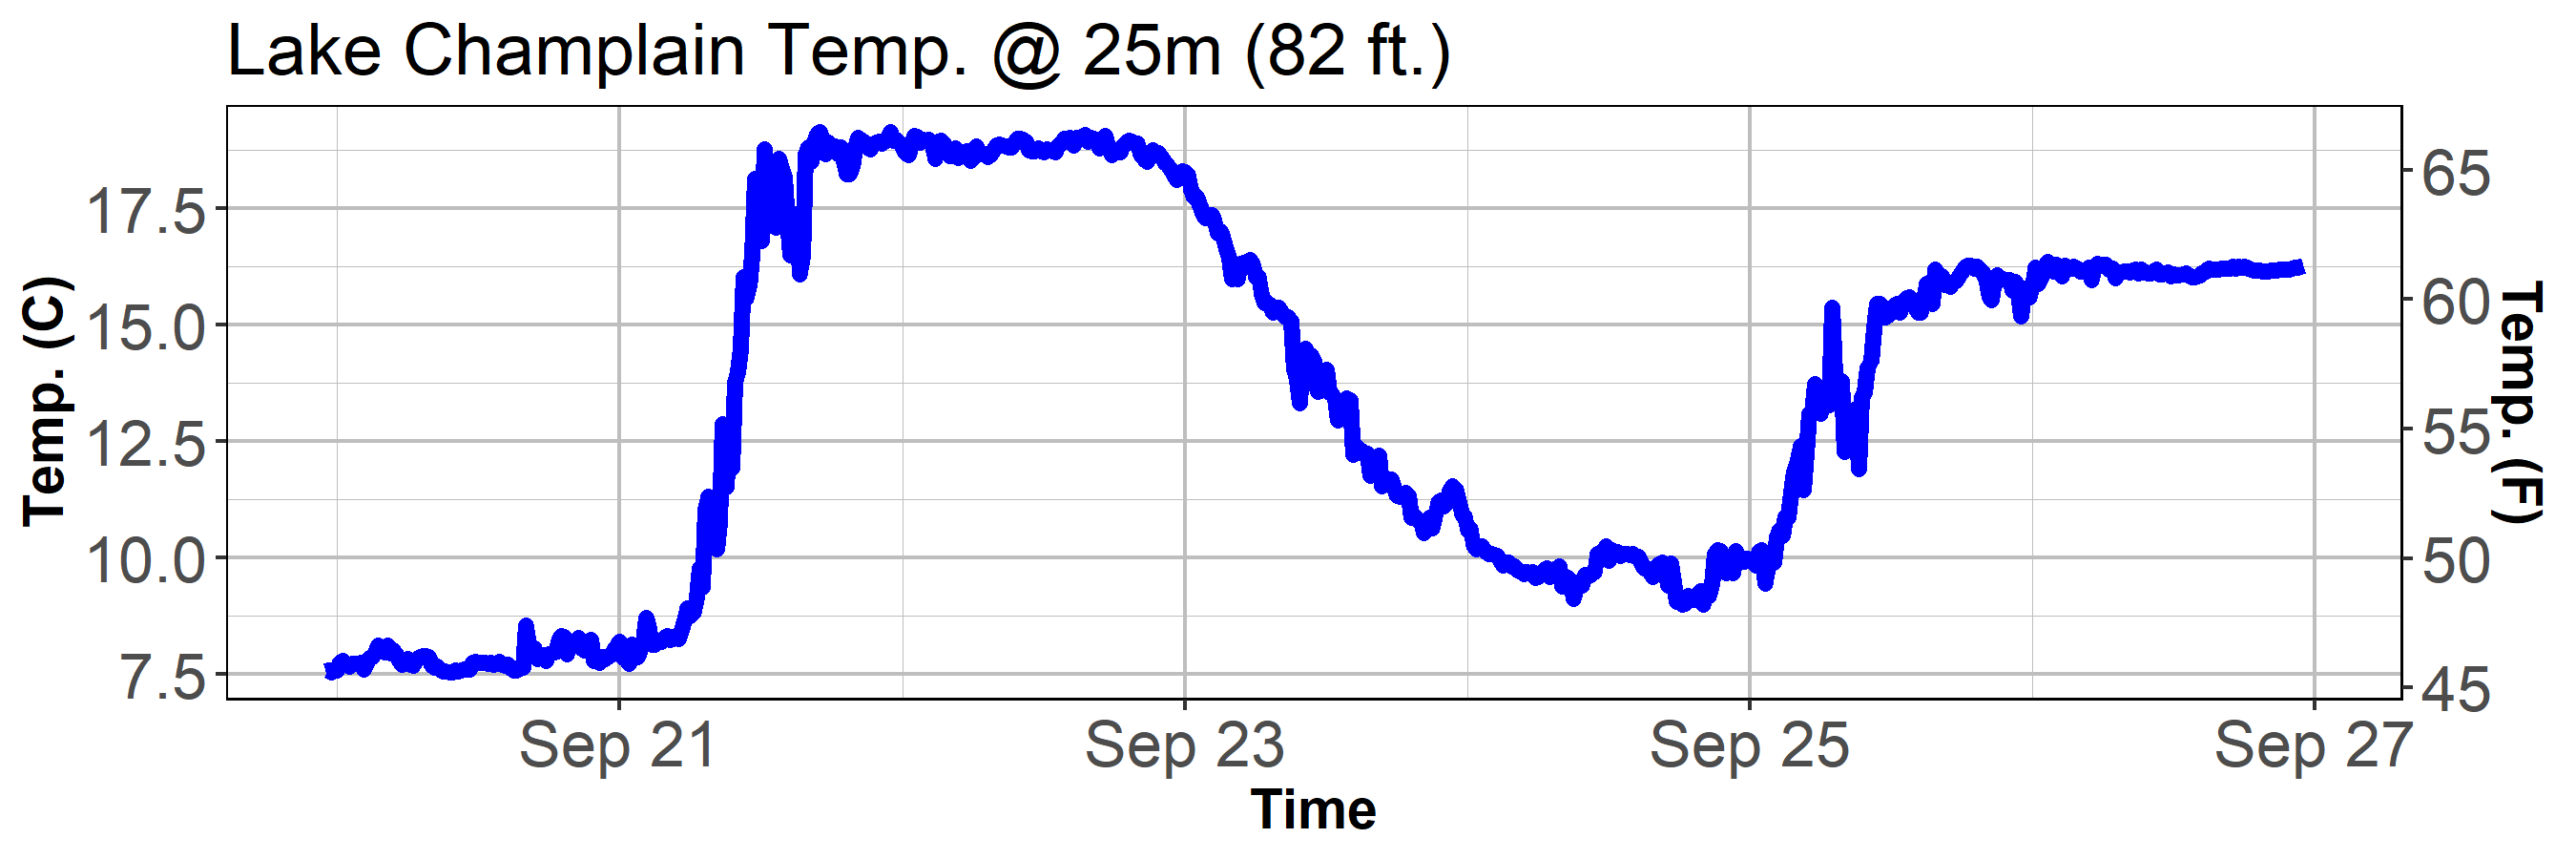 Lake Champlain Temp. @ 25m (82 ft.)
Temp. (C)
17.5
15.0
12.5
10.0
7.5
65
60
55
50
45
Temp. (F)
Sep 21
Sep 23
Sep 25
Sep 27
Time